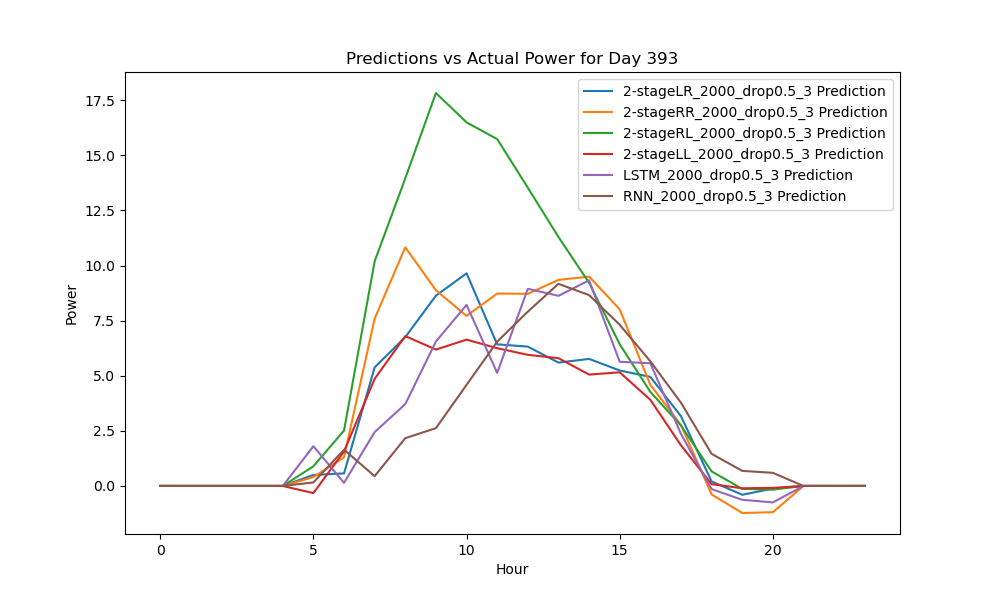 Predictions vs Actual Power for Day 393
2-stageLR_2000_drop0.5_3 Prediction
2-stageRR_2000_drop0.5_3 Prediction
2-stageRL_2000_drop0.5_3 Prediction
2-stageLL_2000_drop0.5_3 Prediction
LSTM_2000_drop0.5_3 Prediction
RNN_2000_drop0.5_3 Prediction
17.5
15.0
12.5
10.0
7.5
5.0
2.5
0.0
Power
0 5 10 15 20
Hour